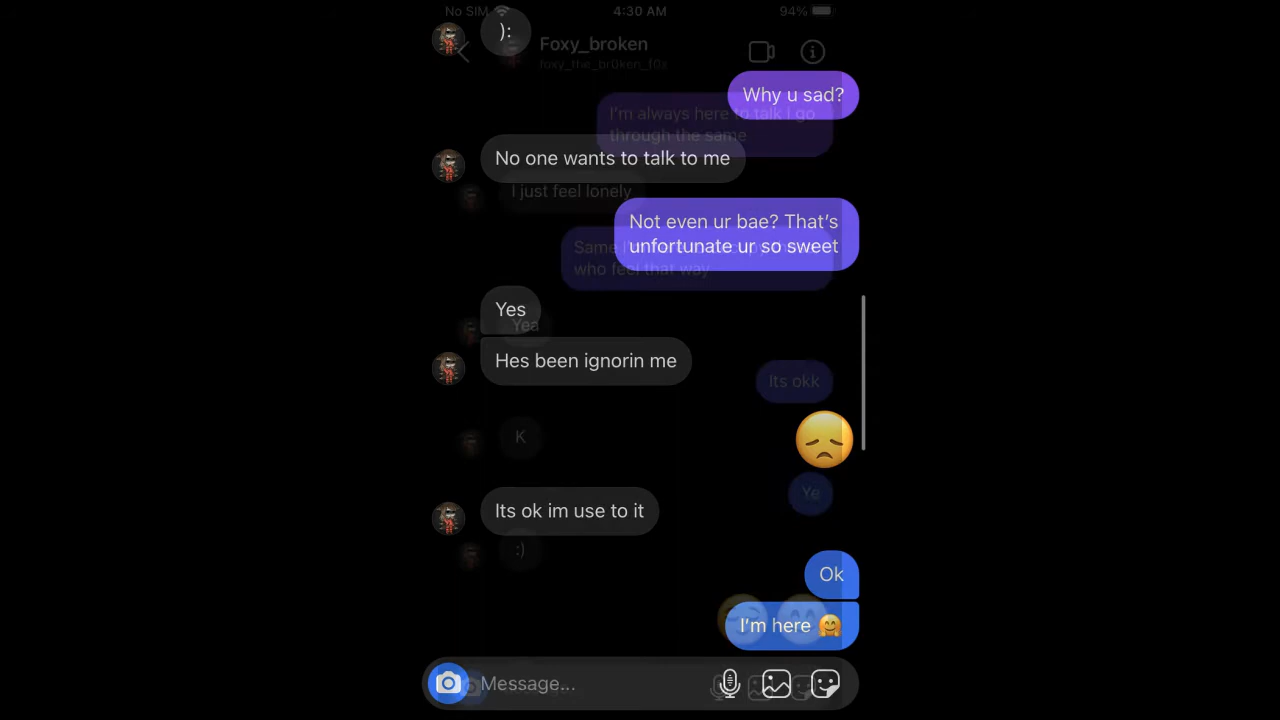 No SIM 4:30 AM 94%
):
Foxy_broken
Why u sad?
I'm always here to talk I go
through the same
No one wants to talk to me
I just feel lonely
Not even ur bae? That's
unfortunate ur so sweet
Same
who feel that way
Yes
Yea
Hes been ignorin me
Its okk
K
Ye
Its ok im use to it
:)
Ok
I'm here 🤗
Message...